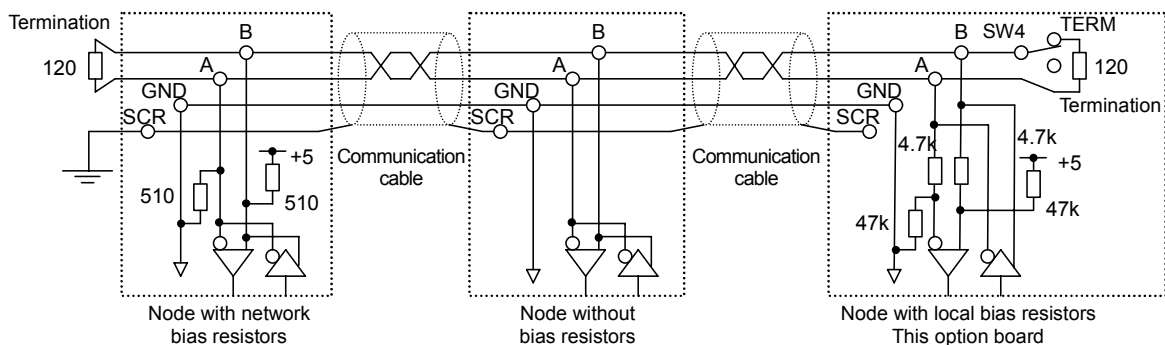 Termination
120
B
A
GND
SCR
+5
510
510
Communication
cable
Node with network
bias resistors
B
A
GND
SCR
Communication
cable
Node without
bias resistors
B
SW4
TERM
A
120
GND
Termination
SCR
4.7k
4.7k
+5
47k
47k
Node with local bias resistors
This option board